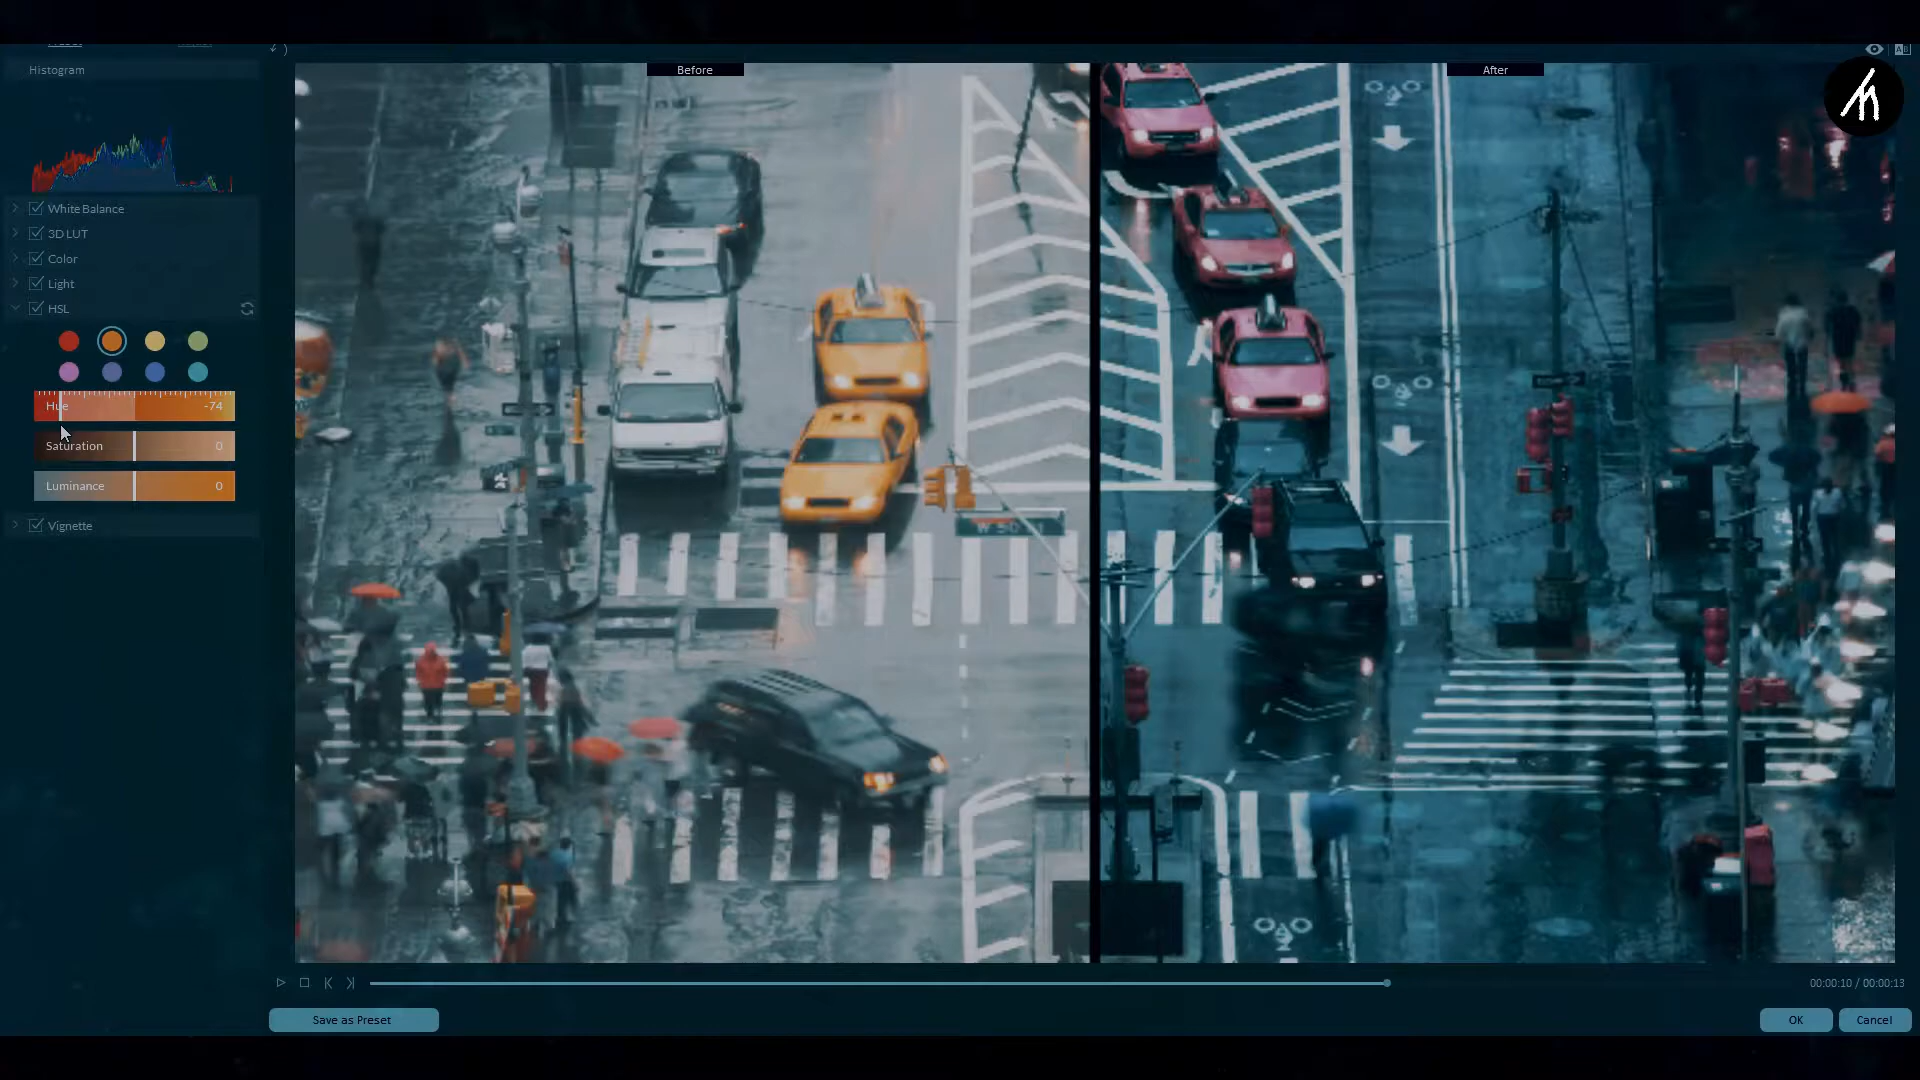 Histogram
Before
After
White Balance
3D LUT
Color
Light
HSL
Hue -74
Saturation 0
Luminance 0
Vignette
00:00:10 / 00:00:13
Save as Preset
OK
Cancel